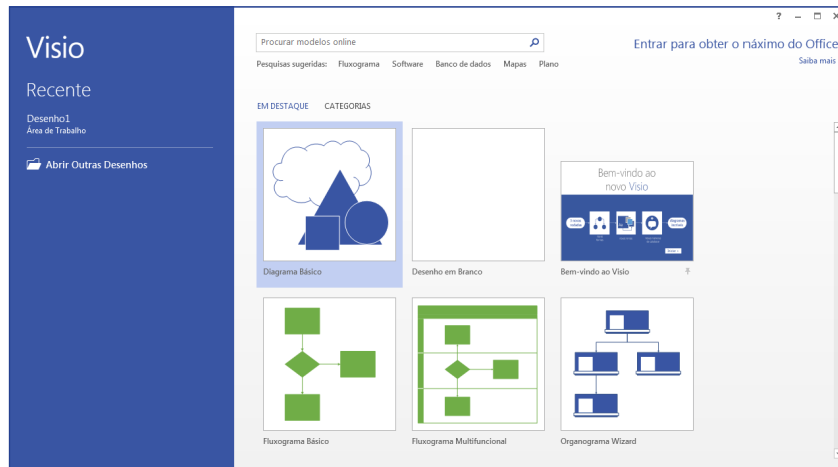 ? – □ ✕
Visio
Procurar modelos online
Entrar para obter o náximo do Office
Pesquisas sugeridas: Fluxograma Software Banco de dados Mapas Plano
Saiba mais
Recente
Desenho1
Área de Trabalho
Abrir Outras Desenhos
EM DESTAQUE CATEGORIAS
Bem-vindo ao
novo Visio
Diagrama Básico
Desenho em Branco
Bem-vindo ao Visio
Fluxograma Básico
Fluxograma Multifuncional
Organograma Wizard